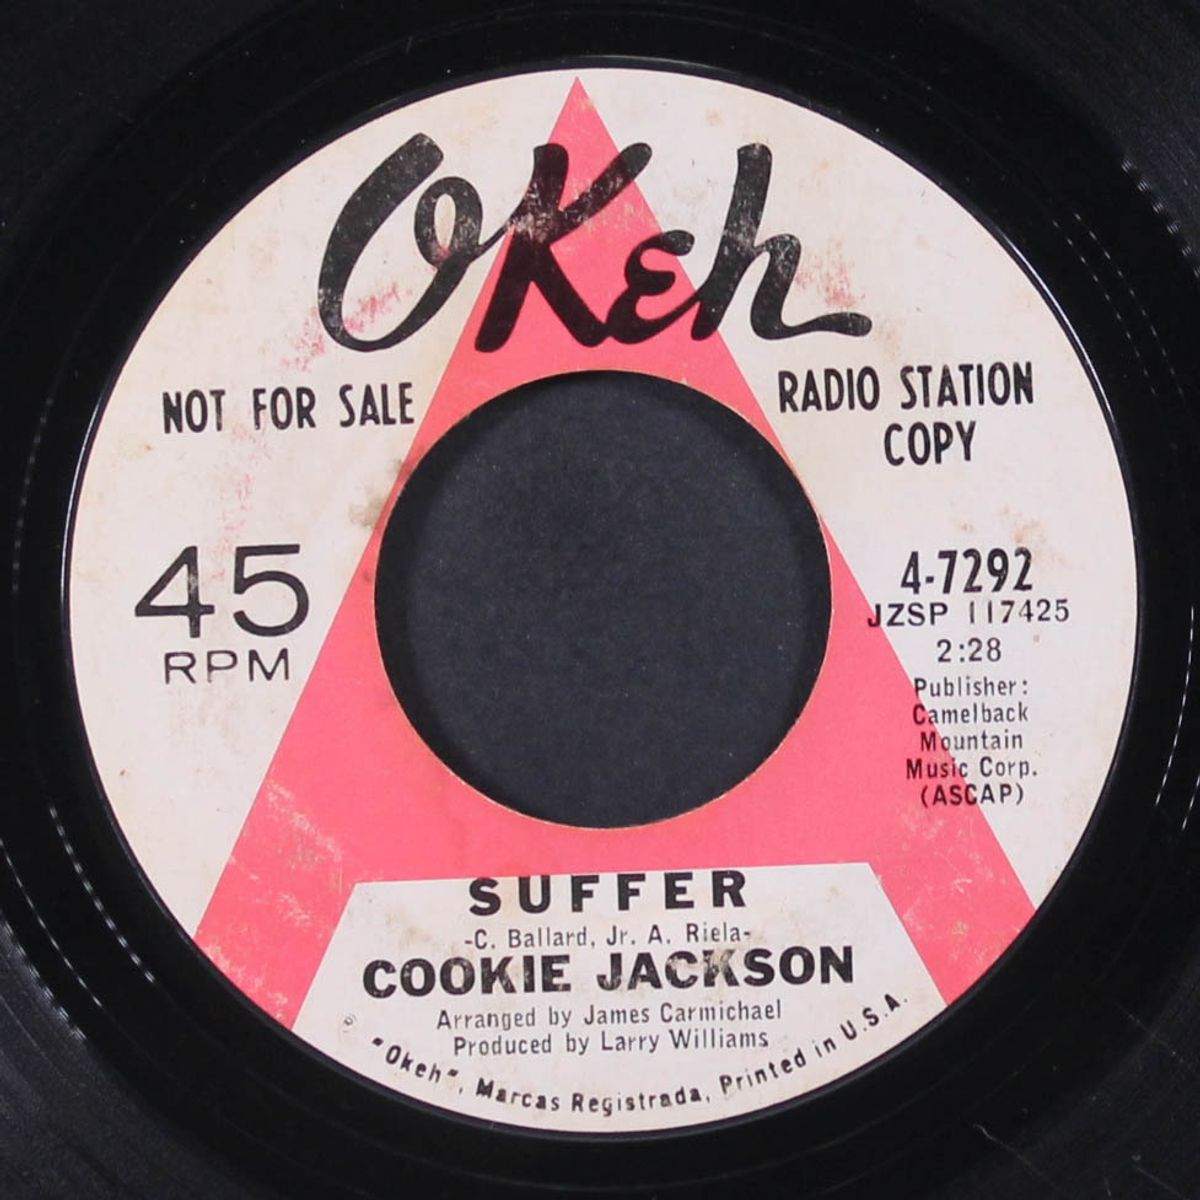 OKeh
NOT FOR SALE
RADIO STATION
COPY
45
RPM
4-7292
JZSP 117425
2:28
Publisher:
Camelback
Mountain
Music Corp.
(ASCAP)
SUFFER
-C. Ballard, Jr. A. Riela-
COOKIE JACKSON
Arranged by James Carmichael
Produced by Larry Williams
® "Okeh", Marcas Registrada, Printed in U.S.A.